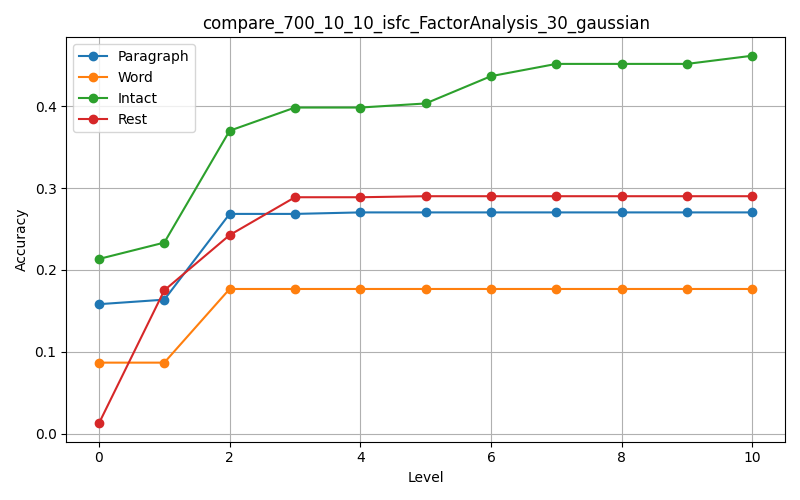 compare_700_10_10_isfc_FactorAnalysis_30_gaussian
Paragraph
Word
Intact
Rest
Accuracy
0.4
0.3
0.2
0.1
0.0
0 2 4 6 8 10
Level